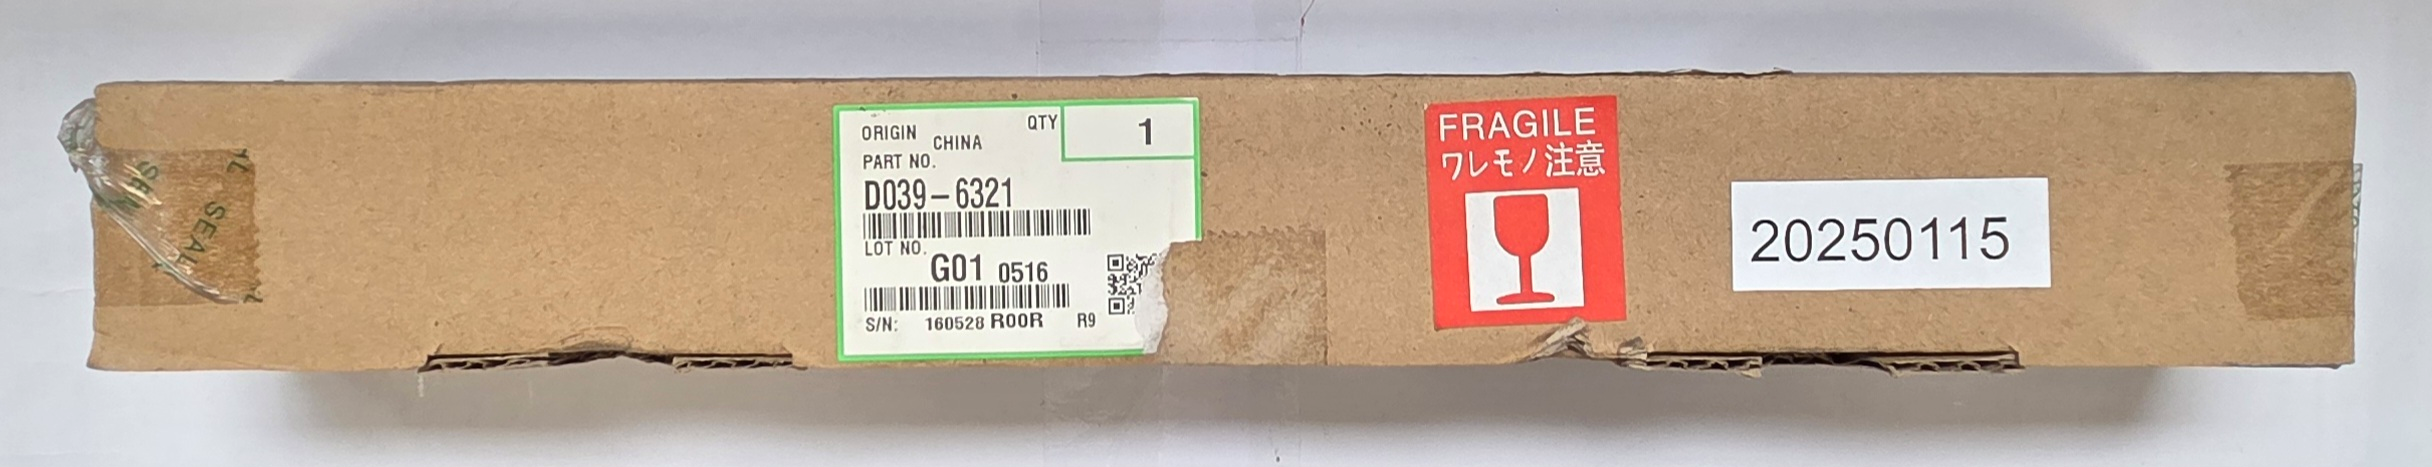 ORIGIN CHINA
QTY 1
PART NO.
D039-6321
LOT NO.
G01 0516
S/N: 160528 R00R R9
FRAGILE
ワレモノ注意
20250115
SEAL